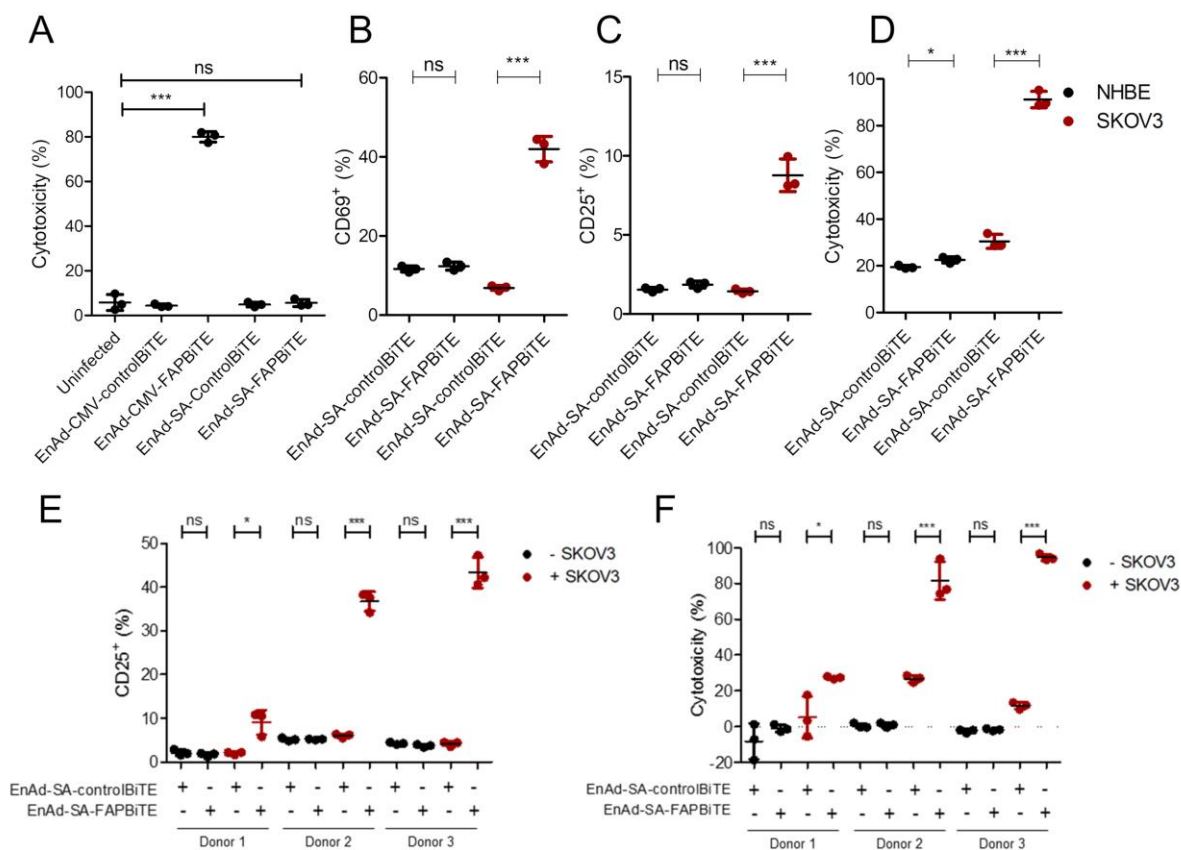 A
ns
***
Cytotoxicity (%)
100
80
60
40
20
0
Uninfected
EnAd-CMV-controlBiTE
EnAd-CMV-FAPBiTE
EnAd-SA-ControlBiTE
EnAd-SA-FAPBiTE
B
ns
***
CD69+ (%)
60
40
20
0
EnAd-SA-controlBiTE
EnAd-SA-FAPBiTE
EnAd-SA-controlBiTE
EnAd-SA-FAPBiTE
C
ns
***
CD25+ (%)
15
10
5
0
EnAd-SA-controlBiTE
EnAd-SA-FAPBiTE
EnAd-SA-controlBiTE
EnAd-SA-FAPBiTE
D
*
***
Cytotoxicity (%)
100
80
60
40
20
0
EnAd-SA-controlBiTE
EnAd-SA-FAPBiTE
EnAd-SA-controlBiTE
EnAd-SA-FAPBiTE
NHBE
SKOV3
E
ns * ns *** ns ***
CD25+ (%)
50
40
30
20
10
0
- SKOV3
+ SKOV3
EnAd-SA-controlBiTE + - + - + - + - + - + -
EnAd-SA-FAPBiTE - + - + - + - + - + - +
Donor 1 Donor 2 Donor 3
F
ns * ns *** ns ***
Cytotoxicity (%)
100
80
60
40
20
0
-20
- SKOV3
+ SKOV3
EnAd-SA-controlBiTE + - + - + - + - + - + -
EnAd-SA-FAPBiTE - + - + - + - + - + - +
Donor 1 Donor 2 Donor 3